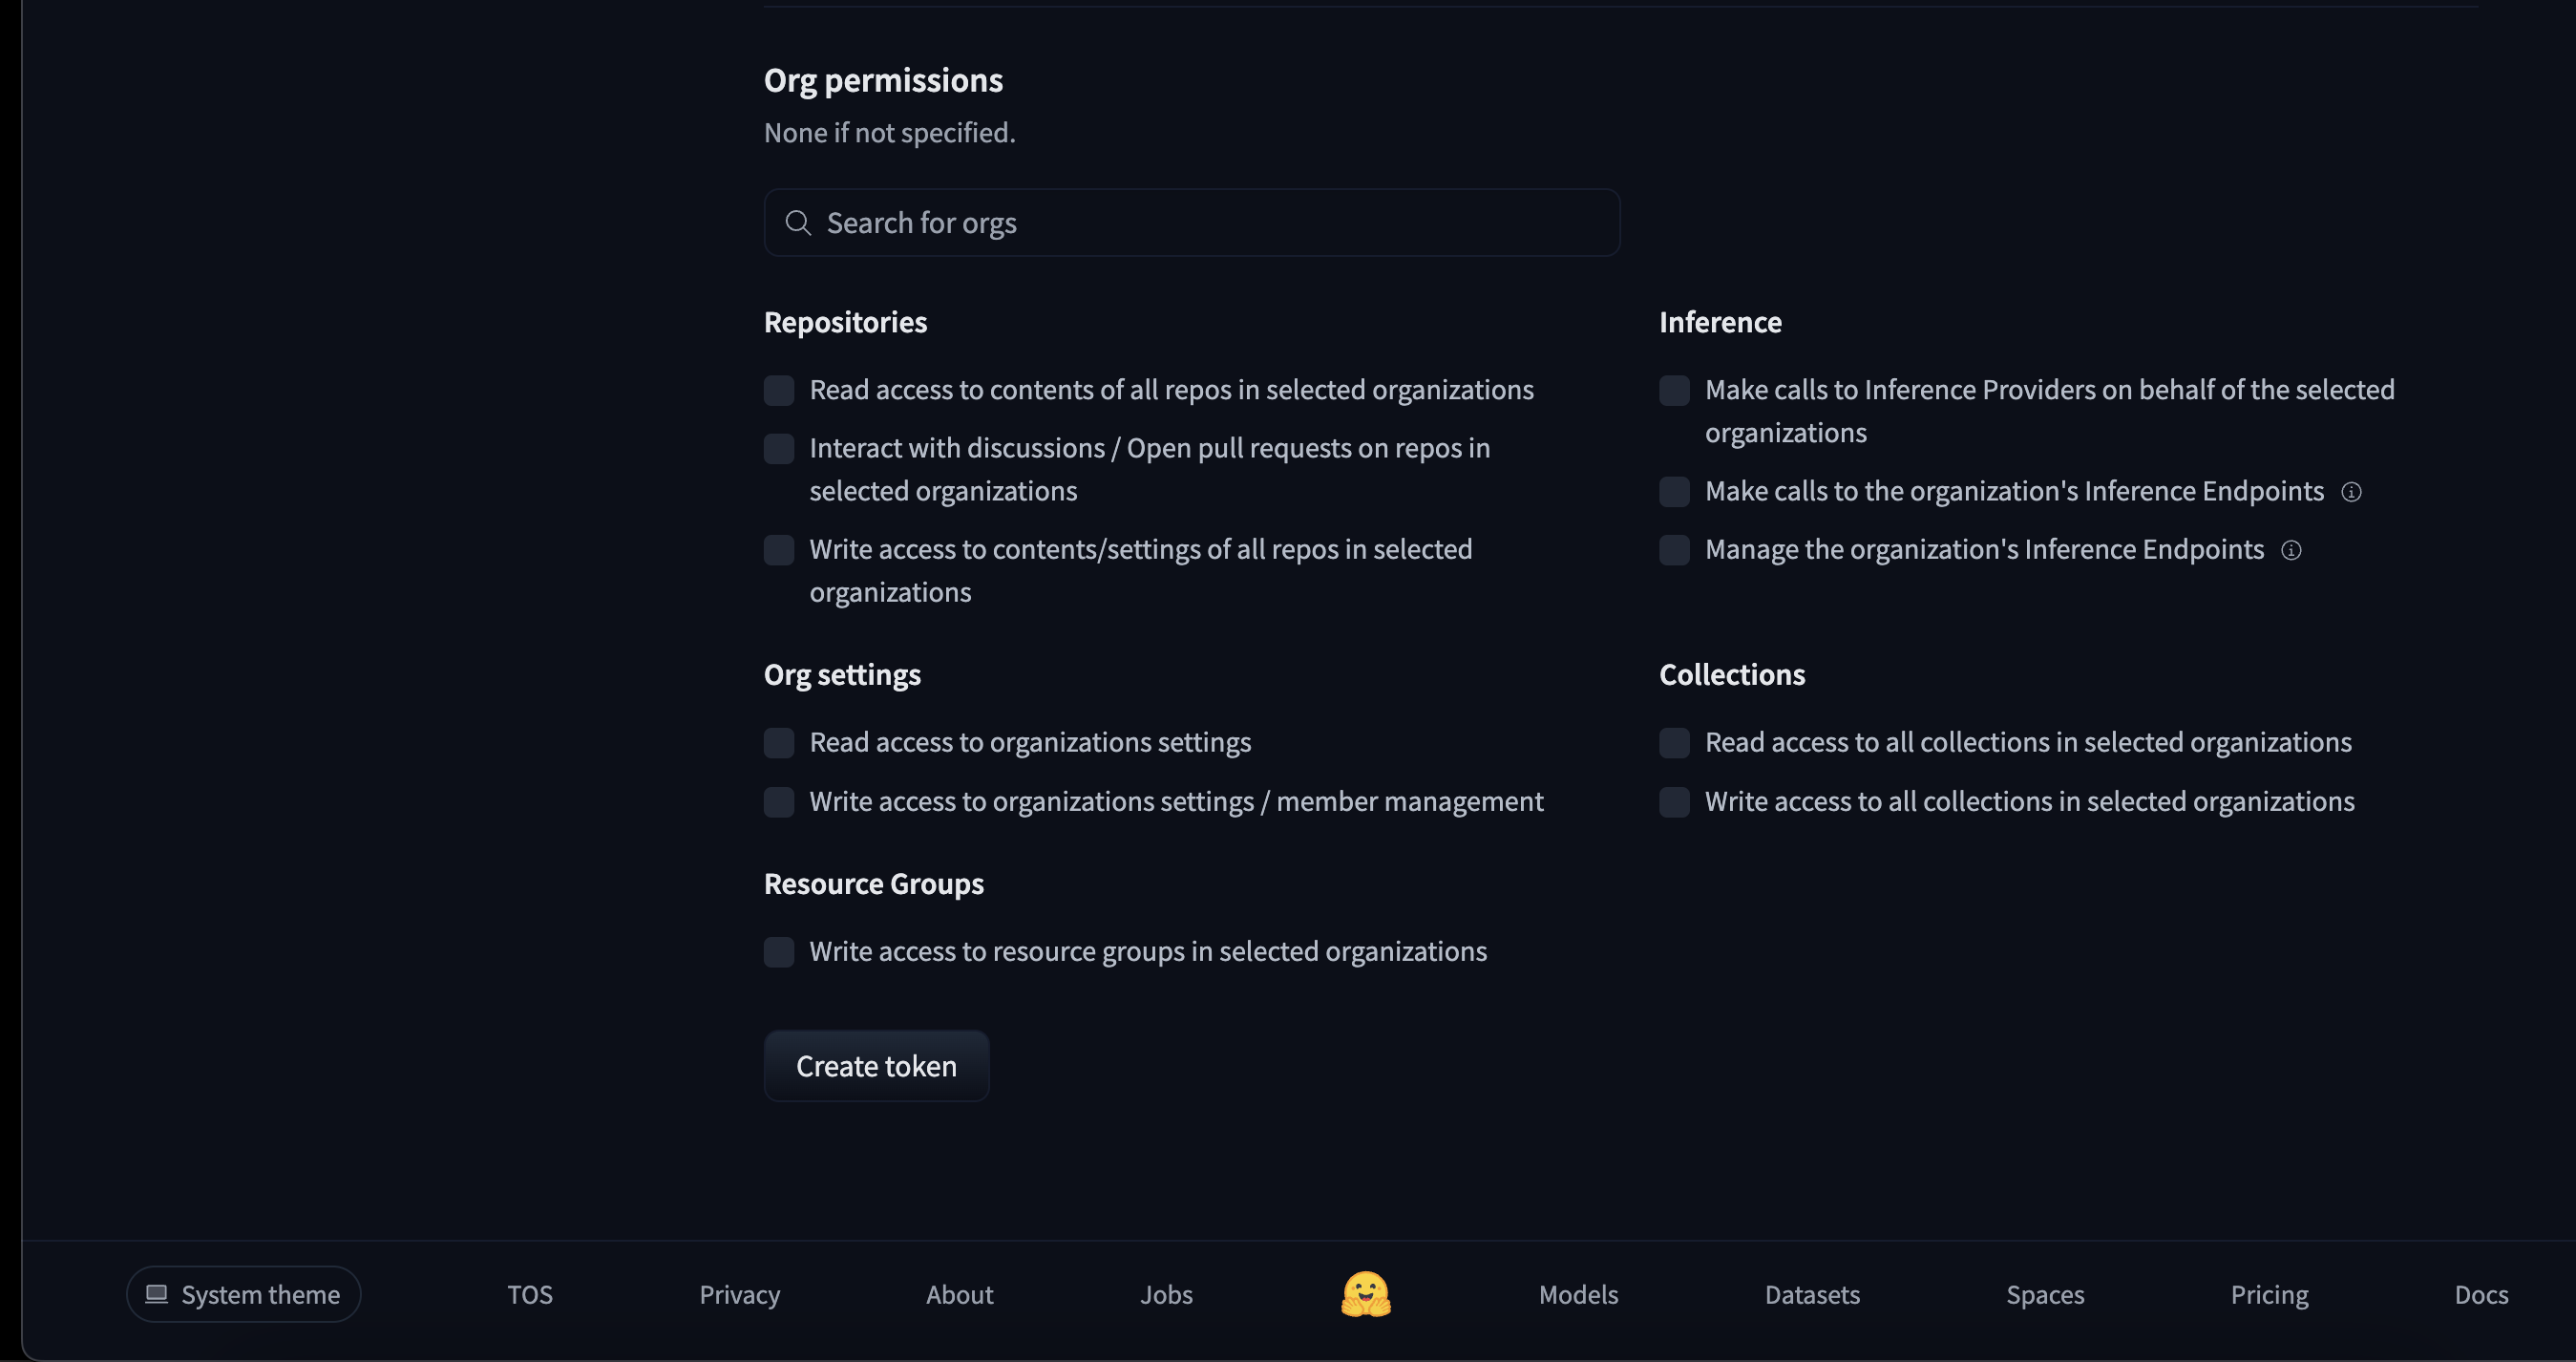 Org permissions
None if not specified.
Search for orgs
Repositories
Read access to contents of all repos in selected organizations
Interact with discussions / Open pull requests on repos in
selected organizations
Write access to contents/settings of all repos in selected
organizations
Inference
Make calls to Inference Providers on behalf of the selected
organizations
Make calls to the organization's Inference Endpoints
Manage the organization's Inference Endpoints
Org settings
Read access to organizations settings
Write access to organizations settings / member management
Collections
Read access to all collections in selected organizations
Write access to all collections in selected organizations
Resource Groups
Write access to resource groups in selected organizations
Create token
System theme
TOS
Privacy
About
Jobs
Models
Datasets
Spaces
Pricing
Docs